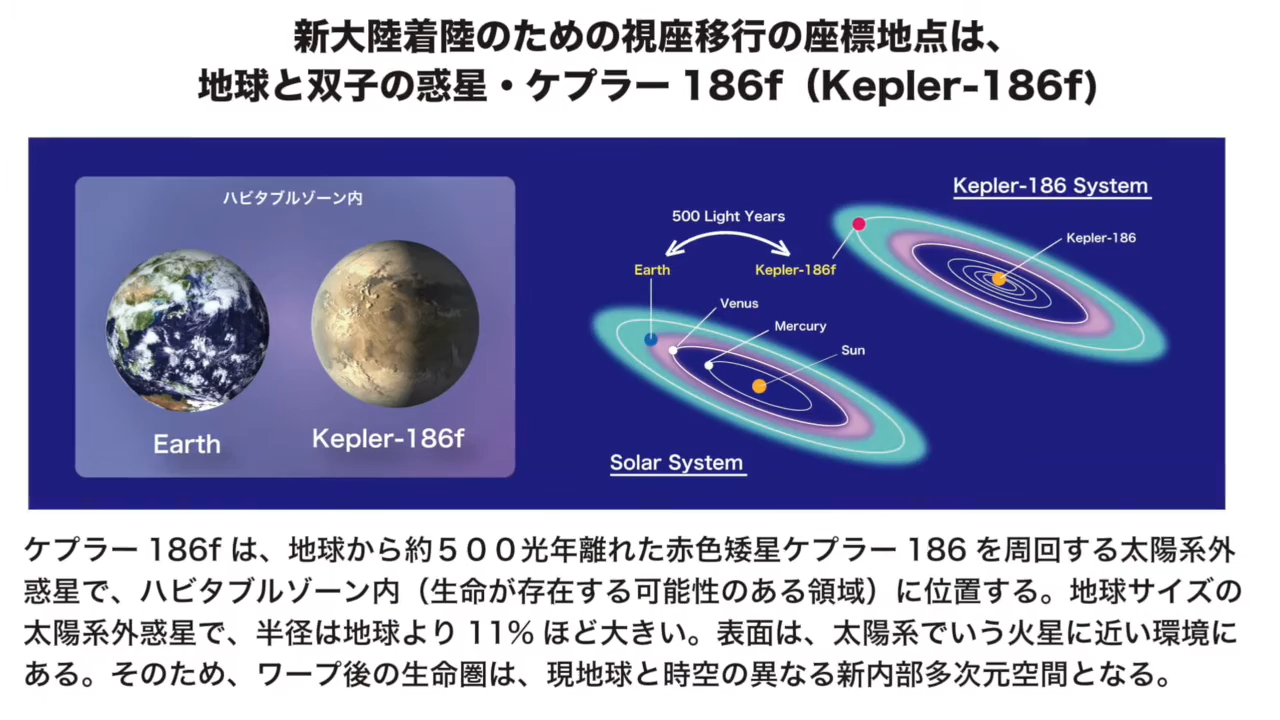 新大陸着陸のための視座移行の座標地点は、
地球と双子の惑星・ケプラー186f（Kepler-186f)
ハビタブルゾーン内
Earth
Kepler-186f
500 Light Years
Earth
Kepler-186f
Kepler-186 System
Kepler-186
Venus
Mercury
Sun
Solar System
ケプラー 186f は、地球から約５００光年離れた赤色矮星ケプラー 186 を周回する太陽系外
惑星で、ハビタブルゾーン内（生命が存在する可能性のある領域）に位置する。地球サイズの
太陽系外惑星で、半径は地球より 11% ほど大きい。表面は、太陽系でいう火星に近い環境に
ある。そのため、ワープ後の生命圏は、現地球と時空の異なる新内部多次元空間となる。